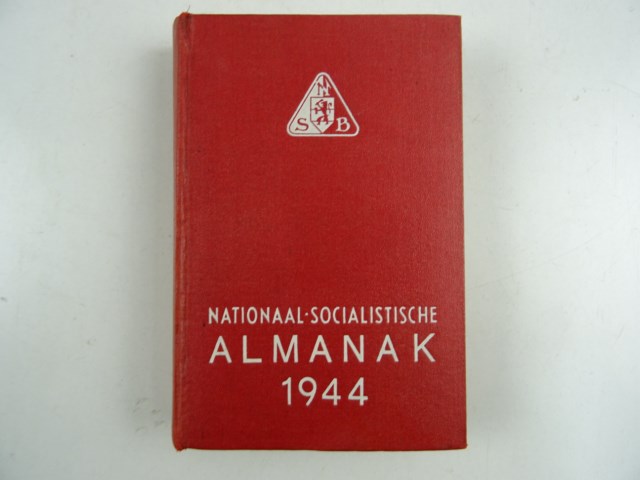 N
S B
NATIONAAL-SOCIALISTISCHE
ALMANAK
1944